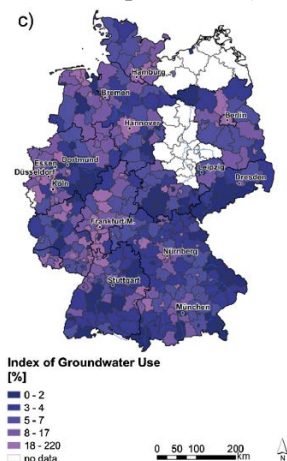 c)
Hamburg
Bremen
Berlin
Hannover
Essen
Dortmund
Düsseldorf
Leipzig
Köln
Dresden
Frankfurt/M.
Nürnberg
Stuttgart
München
Index of Groundwater Use
[%]
0 - 2
3 - 4
5 - 7
8 - 17
18 - 220
no data
0 50 100 200
km
N